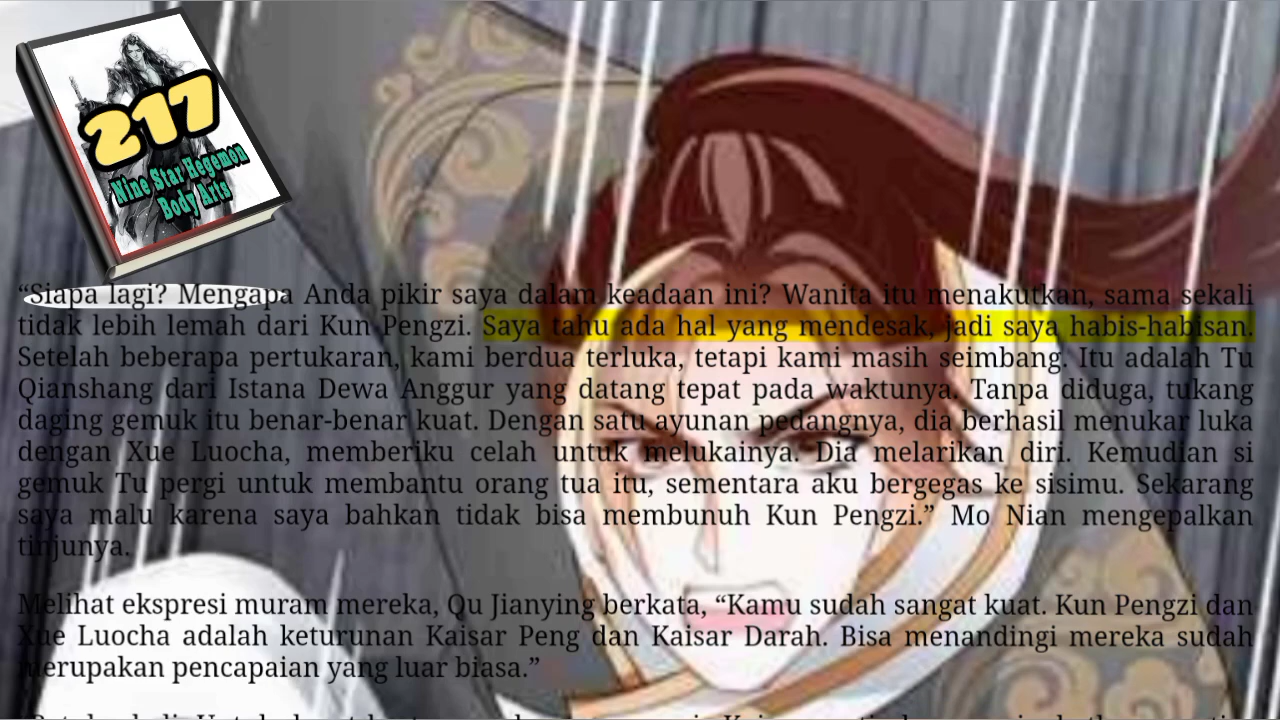 217
Nine Star Hegemon
Body Arts
“Siapa lagi? Mengapa Anda pikir saya dalam keadaan ini? Wanita itu menakutkan, sama sekali
tidak lebih lemah dari Kun Pengzi. Saya tahu ada hal yang mendesak, jadi saya habis-habisan.
Setelah beberapa pertukaran, kami berdua terluka, tetapi kami masih seimbang. Itu adalah Tu
Qianshang dari Istana Dewa Anggur yang datang tepat pada waktunya. Tanpa diduga, tukang
daging gemuk itu benar-benar kuat. Dengan satu ayunan pedangnya, dia berhasil menukar luka
dengan Xue Luocha, memberiku celah untuk melukainya. Dia melarikan diri. Kemudian si
gemuk Tu pergi untuk membantu orang tua itu, sementara aku bergegas ke sisimu. Sekarang
saya malu karena saya bahkan tidak bisa membunuh Kun Pengzi.” Mo Nian mengepalkan
tinjunya.
Melihat ekspresi muram mereka, Qu Jianying berkata, “Kamu sudah sangat kuat. Kun Pengzi dan
Xue Luocha adalah keturunan Kaisar Peng dan Kaisar Darah. Bisa menandingi mereka sudah
merupakan pencapaian yang luar biasa.”